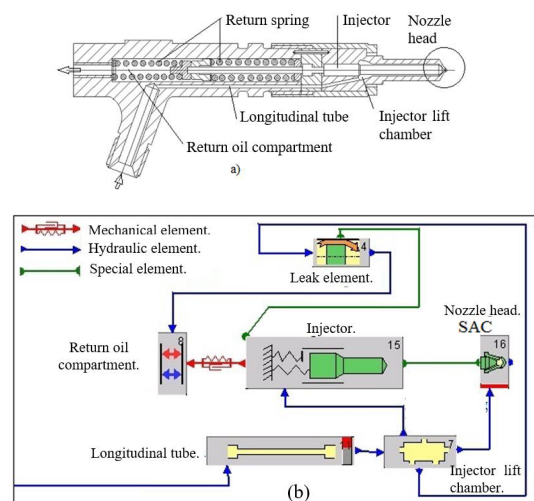 Return spring
Injector
Nozzle
head
Longitudinal tube
Return oil compartment
Injector lift
chamber
a)
Mechanical element.
Hydraulic element.
Special element.
4
Leak element.
Nozzle head.
SAC
8
Injector.
15
16
Return oil
compartment.
Longitudinal tube.
7
Injector lift
chamber.
(b)